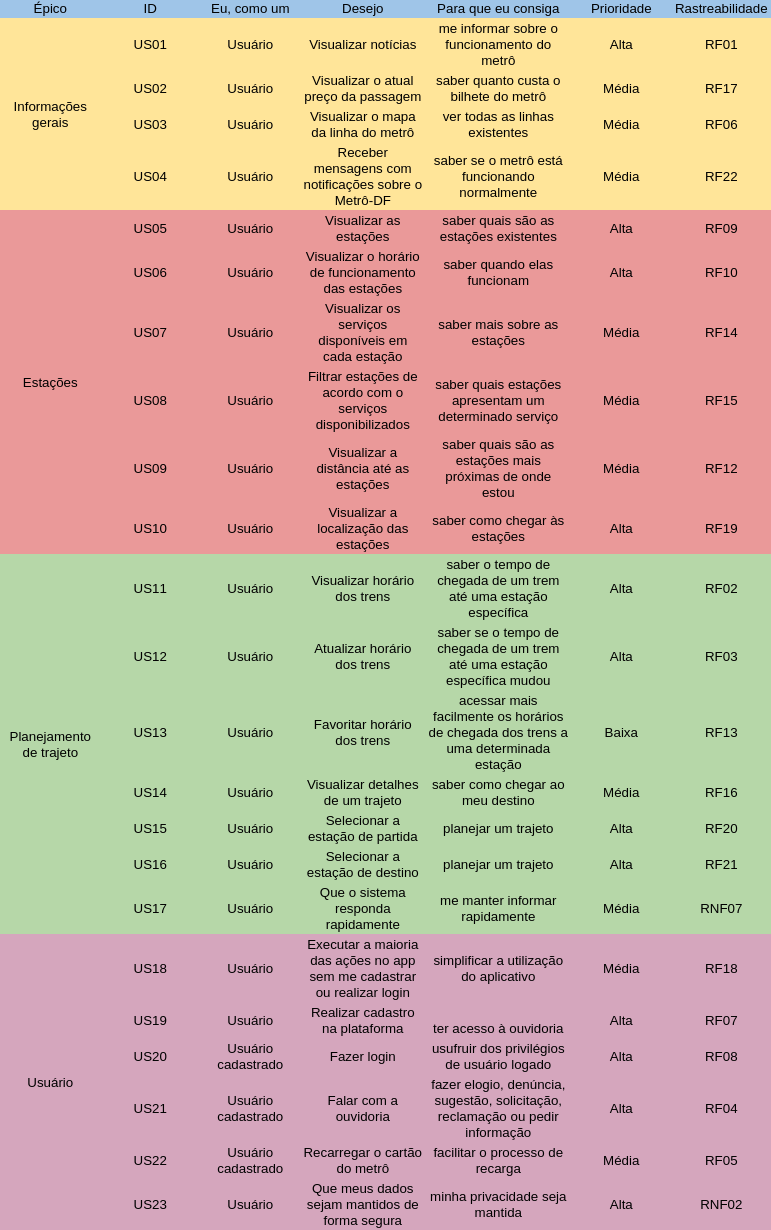 Épico ID Eu, como um Desejo Para que eu consiga Prioridade Rastreabilidade
Informações
gerais
US01 Usuário Visualizar notícias me informar sobre o
funcionamento do
metrô Alta RF01
US02 Usuário Visualizar o atual
preço da passagem saber quanto custa o
bilhete do metrô Média RF17
US03 Usuário Visualizar o mapa
da linha do metrô ver todas as linhas
existentes Média RF06
US04 Usuário Receber
mensagens com
notificações sobre o
Metrô-DF saber se o metrô está
funcionando
normalmente Média RF22
Estações
US05 Usuário Visualizar as
estações saber quais são as
estações existentes Alta RF09
US06 Usuário Visualizar o horário
de funcionamento
das estações saber quando elas
funcionam Alta RF10
US07 Usuário Visualizar os
serviços
disponíveis em
cada estação saber mais sobre as
estações Média RF14
US08 Usuário Filtrar estações de
acordo com o
serviços
disponibilizados saber quais estações
apresentam um
determinado serviço Média RF15
US09 Usuário Visualizar a
distância até as
estações saber quais são as
estações mais
próximas de onde
estou Média RF12
US10 Usuário Visualizar a
localização das
estações saber como chegar às
estações Alta RF19
Planejamento
de trajeto
US11 Usuário Visualizar horário
dos trens saber o tempo de
chegada de um trem
até uma estação
específica Alta RF02
US12 Usuário Atualizar horário
dos trens saber se o tempo de
chegada de um trem
até uma estação
específica mudou Alta RF03
US13 Usuário Favoritar horário
dos trens acessar mais
facilmente os horários
de chegada dos trens a
uma determinada
estação Baixa RF13
US14 Usuário Visualizar detalhes
de um trajeto saber como chegar ao
meu destino Média RF16
US15 Usuário Selecionar a
estação de partida planejar um trajeto Alta RF20
US16 Usuário Selecionar a
estação de destino planejar um trajeto Alta RF21
US17 Usuário Que o sistema
responda
rapidamente me manter informar
rapidamente Média RNF07
Usuário
US18 Usuário Executar a maioria
das ações no app
sem me cadastrar
ou realizar login simplificar a utilização
do aplicativo Média RF18
US19 Usuário Realizar cadastro
na plataforma ter acesso à ouvidoria Alta RF07
US20 Usuário
cadastrado Fazer login usufruir dos privilégios
de usuário logado Alta RF08
US21 Usuário
cadastrado Falar com a
ouvidoria fazer elogio, denúncia,
sugestão, solicitação,
reclamação ou pedir
informação Alta RF04
US22 Usuário
cadastrado Recarregar o cartão
do metrô facilitar o processo de
recarga Média RF05
US23 Usuário Que meus dados
sejam mantidos de
forma segura minha privacidade seja
mantida Alta RNF02